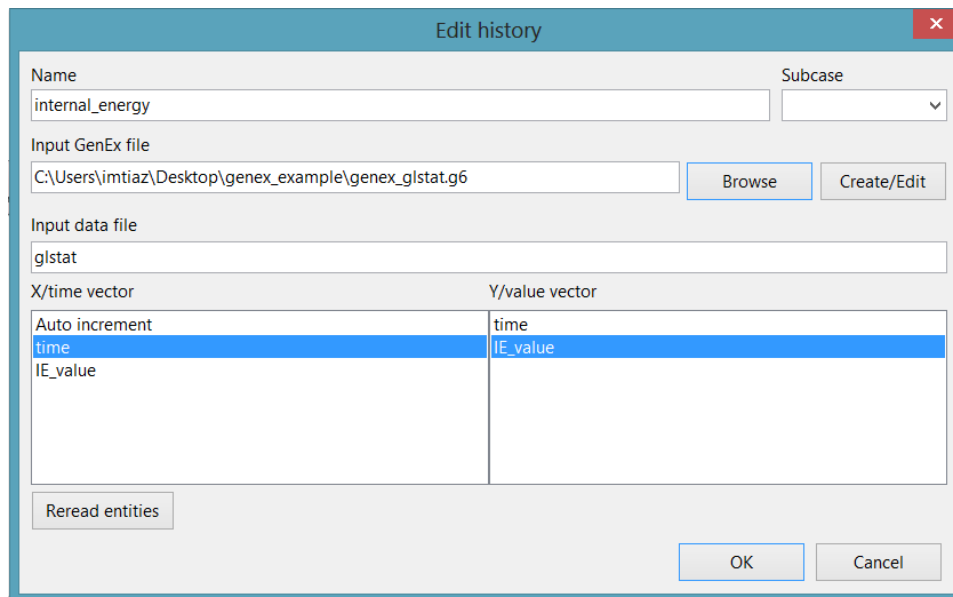 Edit history
Name
Subcase
internal_energy
Input GenEx file
C:\Users\imtiaz\Desktop\genex_example\genex_glstat.g6
Browse
Create/Edit
Input data file
glstat
X/time vector
Y/value vector
Auto increment
time
IE_value
time
IE_value
Reread entities
OK
Cancel